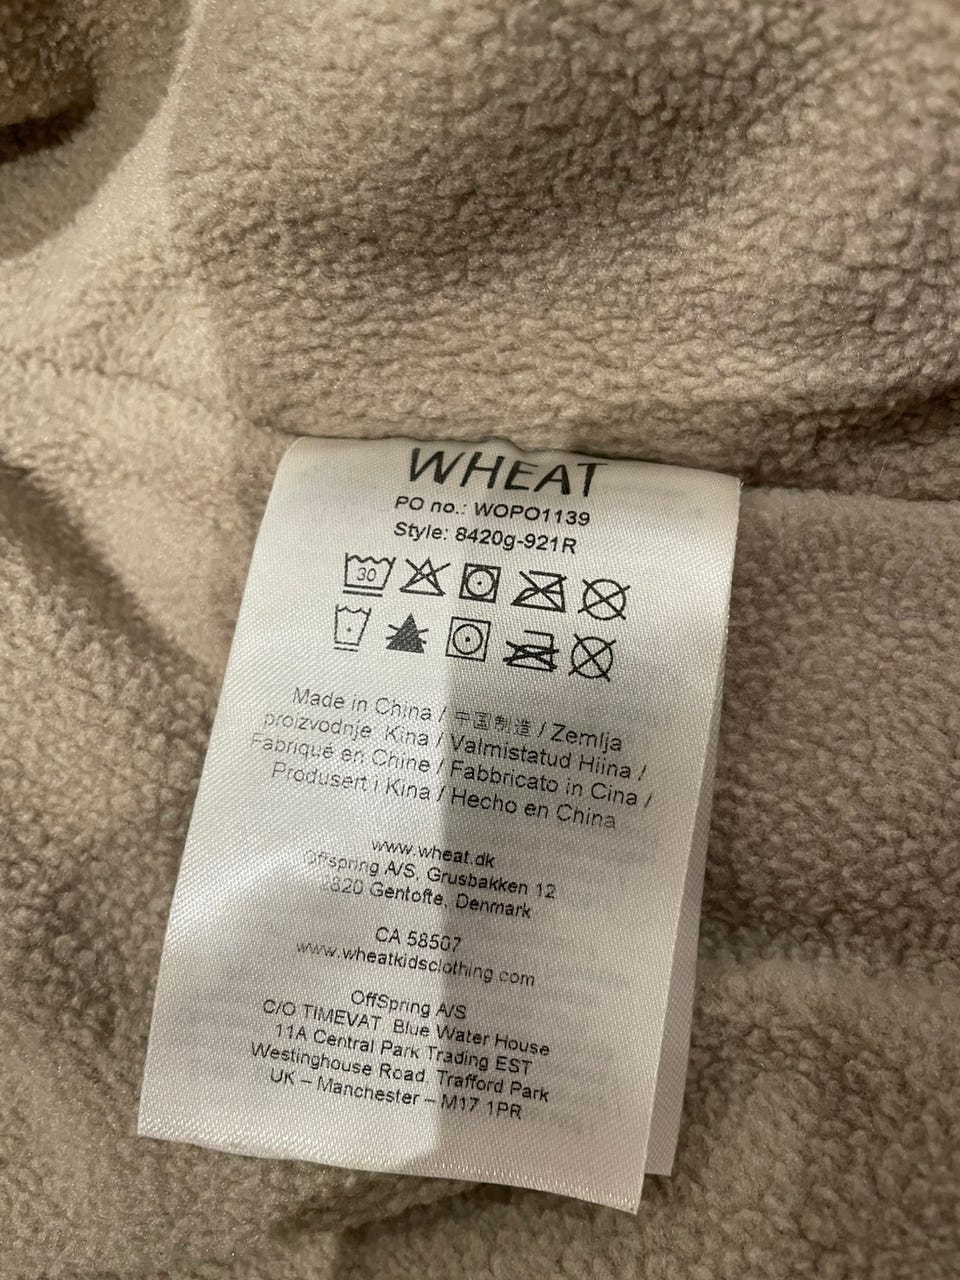 WHEAT
PO no.: WOPO1139
Style: 8420g-921R
30
Made in China / 中国制造 / Zemlja
proizvodnje: Kina / Valmistatud Hiina /
Fabriqué en Chine / Fabbricato in Cina /
Produsert i Kina / Hecho en China
www.wheat.dk
Offspring A/S, Grusbakken 12
2820 Gentofte, Denmark
CA 58507
www.wheatkidsclothing.com
OffSpring A/S
C/O TIMEVAT, Blue Water House
11A Central Park Trading EST
Westinghouse Road, Trafford Park
UK – Manchester – M17 1PR